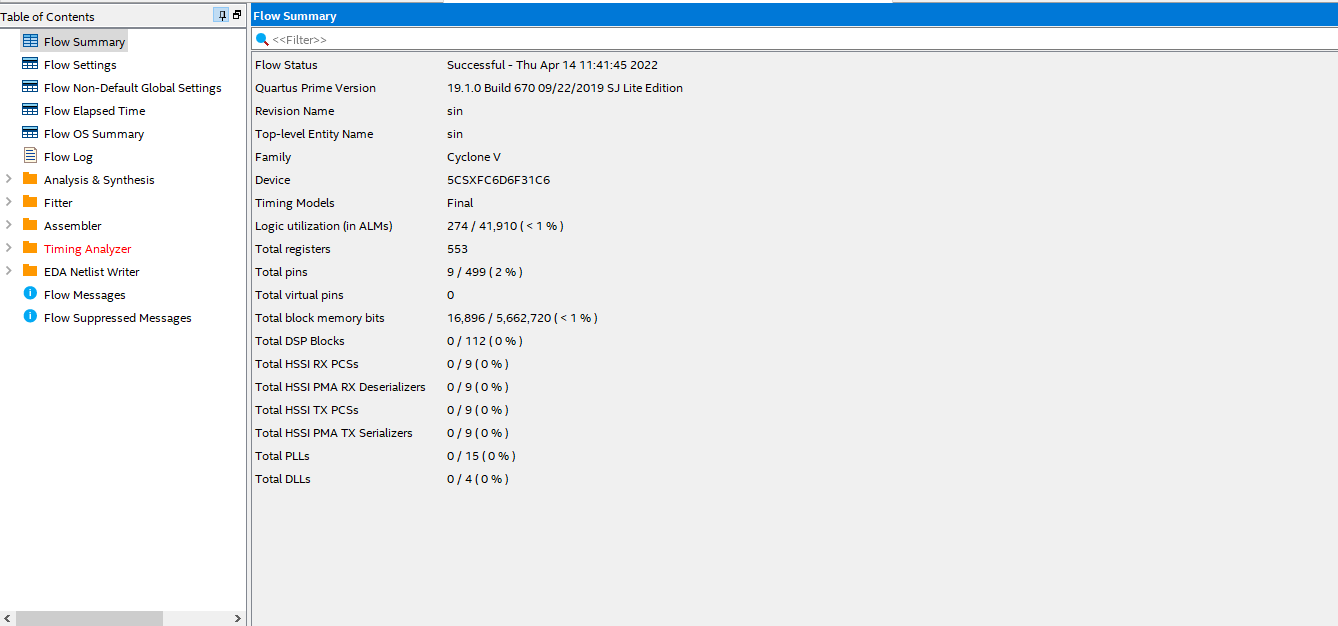 Table of Contents
Flow Summary
Flow Settings
Flow Non-Default Global Settings
Flow Elapsed Time
Flow OS Summary
Flow Log
Analysis & Synthesis
Fitter
Assembler
Timing Analyzer
EDA Netlist Writer
Flow Messages
Flow Suppressed Messages
Flow Summary
<<Filter>>
Flow Status Successful - Thu Apr 14 11:41:45 2022
Quartus Prime Version 19.1.0 Build 670 09/22/2019 SJ Lite Edition
Revision Name sin
Top-level Entity Name sin
Family Cyclone V
Device 5CSXFC6D6F31C6
Timing Models Final
Logic utilization (in ALMs) 274 / 41,910 ( < 1 % )
Total registers 553
Total pins 9 / 499 ( 2 % )
Total virtual pins 0
Total block memory bits 16,896 / 5,662,720 ( < 1 % )
Total DSP Blocks 0 / 112 ( 0 % )
Total HSSI RX PCSs 0 / 9 ( 0 % )
Total HSSI PMA RX Deserializers 0 / 9 ( 0 % )
Total HSSI TX PCSs 0 / 9 ( 0 % )
Total HSSI PMA TX Serializers 0 / 9 ( 0 % )
Total PLLs 0 / 15 ( 0 % )
Total DLLs 0 / 4 ( 0 % )